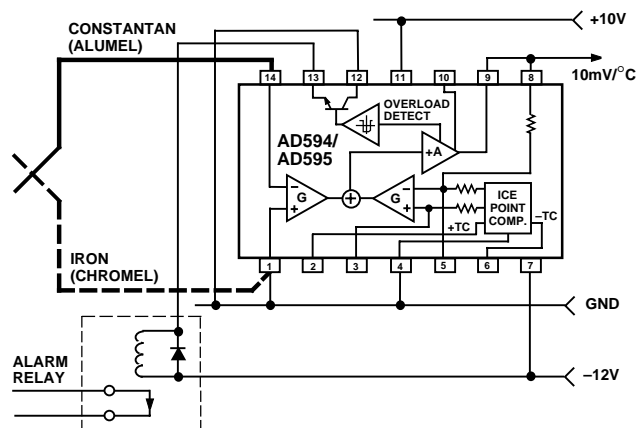 CONSTANTAN
(ALUMEL)
+10V
10mV/°C
14 13 12 11 10 9 8
OVERLOAD
DETECT
AD594/
AD595
+A
–
G
+
–
G
+
ICE
POINT
COMP.
–TC
+TC
IRON
(CHROMEL)
1 2 3 4 5 6 7
GND
ALARM
RELAY
–12V